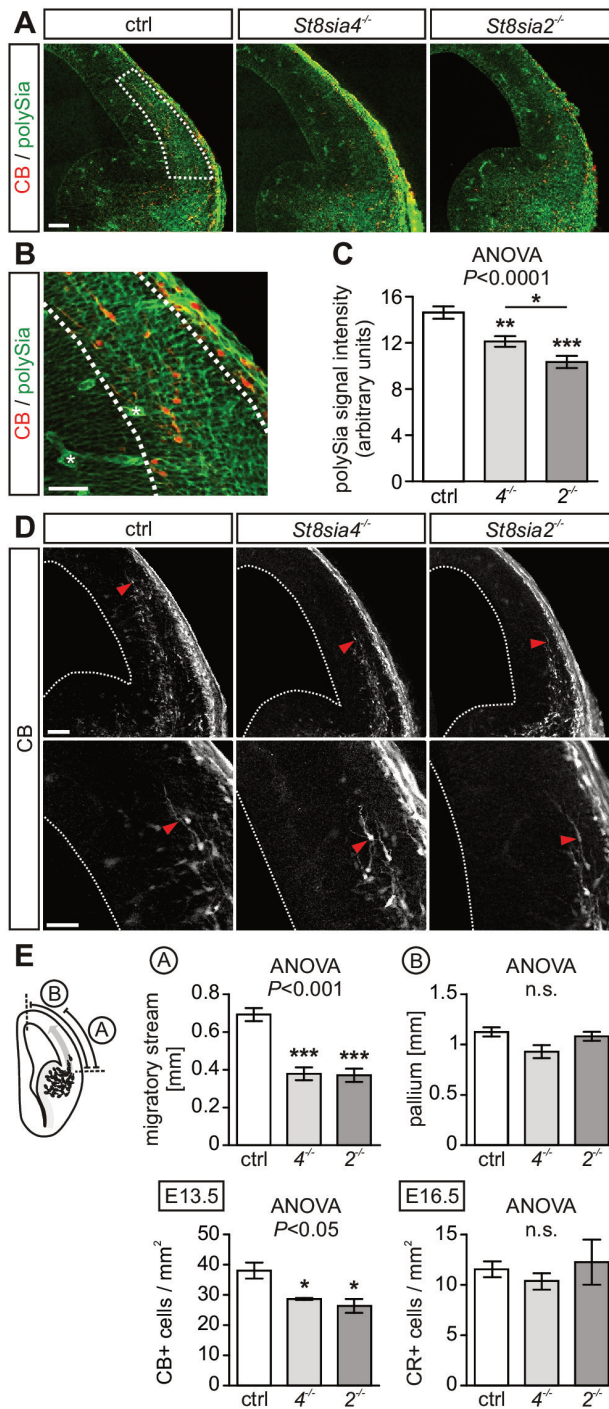 A
ctrl
St8sia4-/-
St8sia2-/-
CB / polySia
B
CB / polySia
*
*
C
ANOVA
P<0.0001
polySia signal intensity
(arbitrary units)
16
12
8
4
0
**
*
***
ctrl
4-/-
2-/-
D
ctrl
St8sia4-/-
St8sia2-/-
CB
E
B
A
A
ANOVA
P<0.001
migratory stream
[mm]
0.8
0.6
0.4
0.2
0
***
***
ctrl
4-/-
2-/-
B
ANOVA
n.s.
pallium [mm]
1.5
1
0.5
0
ctrl
4-/-
2-/-
E13.5
ANOVA
P<0.05
CB+ cells / mm²
50
40
30
20
10
0
*
*
ctrl
4-/-
2-/-
E16.5
ANOVA
n.s.
CR+ cells / mm²
15
10
5
0
ctrl
4-/-
2-/-